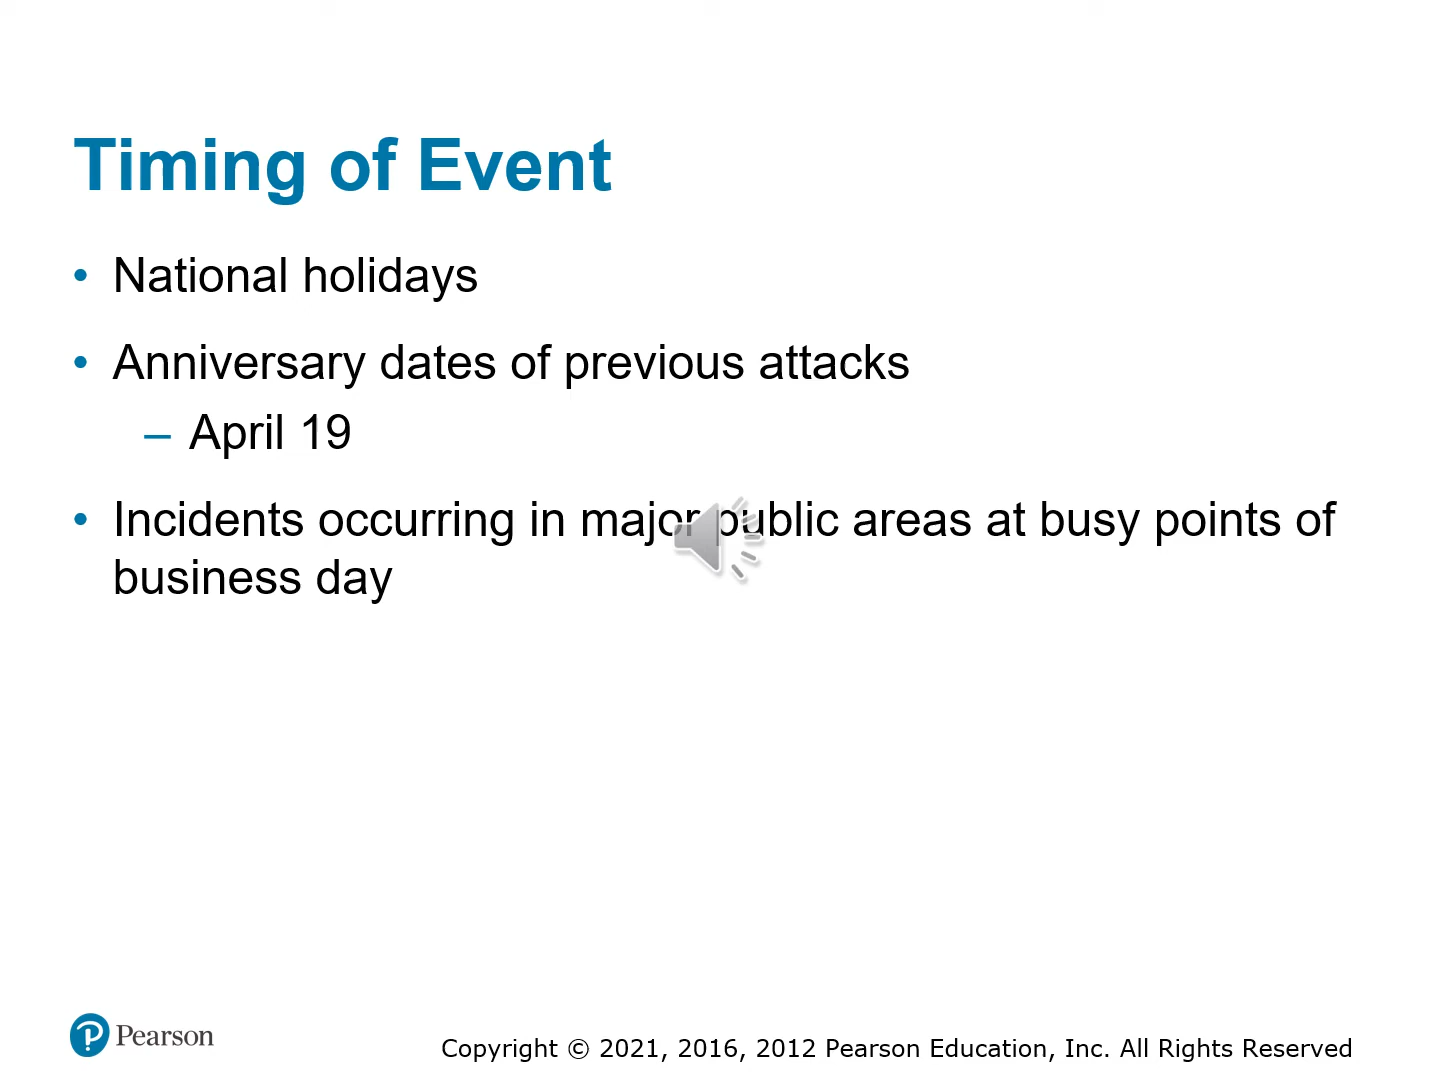 Timing of Event
• National holidays
• Anniversary dates of previous attacks
– April 19
• Incidents occurring in major public areas at busy points of
business day
Pearson
Copyright © 2021, 2016, 2012 Pearson Education, Inc. All Rights Reserved